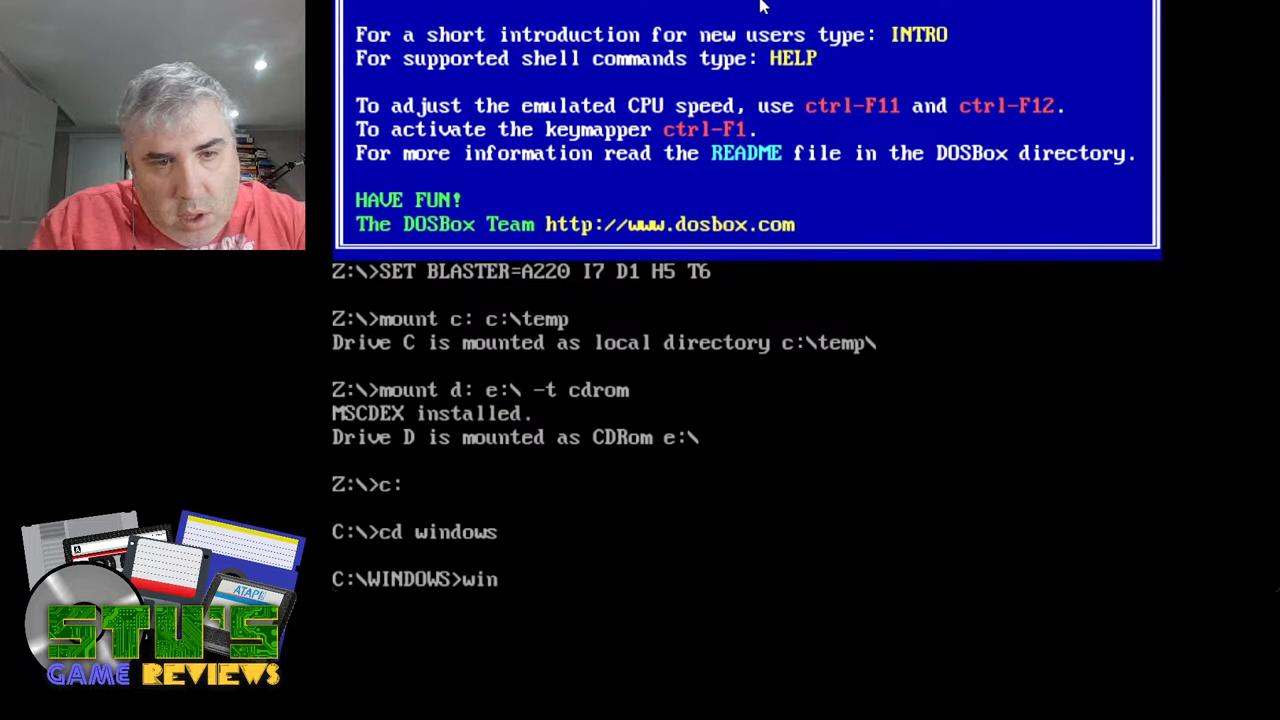 For a short introduction for new users type: INTRO
For supported shell commands type: HELP
To adjust the emulated CPU speed, use ctrl-F11 and ctrl-F12.
To activate the keymapper ctrl-F1.
For more information read the README file in the DOSBox directory.
HAVE FUN!
The DOSBox Team http://www.dosbox.com
Z:\>SET BLASTER=A220 I7 D1 H5 T6
Z:\>mount c: c:\temp
Drive C is mounted as local directory c:\temp\
Z:\>mount d: e:\ -t cdrom
MSCDEX installed.
Drive D is mounted as CDRom e:\
Z:\>c:
C:\>cd windows
C:\WINDOWS>win
A
ATAPI
STU'S
GAME REVIEWS